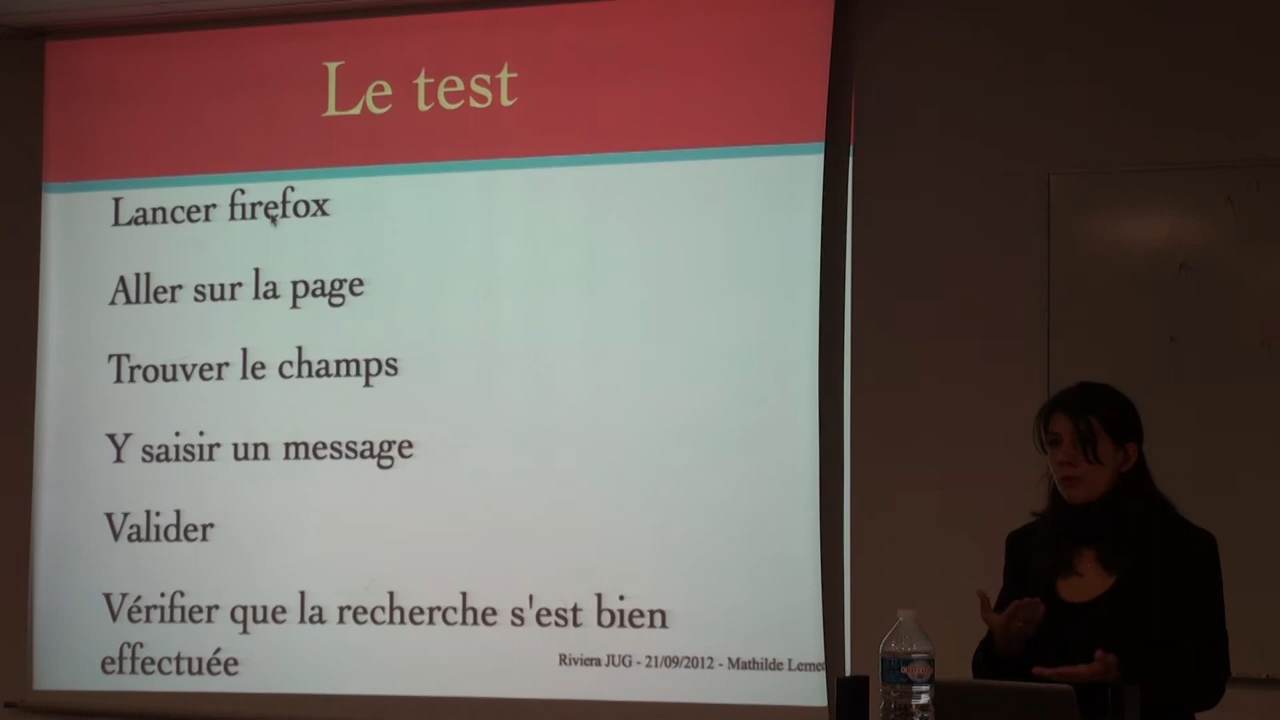 Le test
Lancer firefox
Aller sur la page
Trouver le champs
Y saisir un message
Valider
Vérifier que la recherche s'est bien
effectuée
Riviera JUG - 21/09/2012 - Mathilde